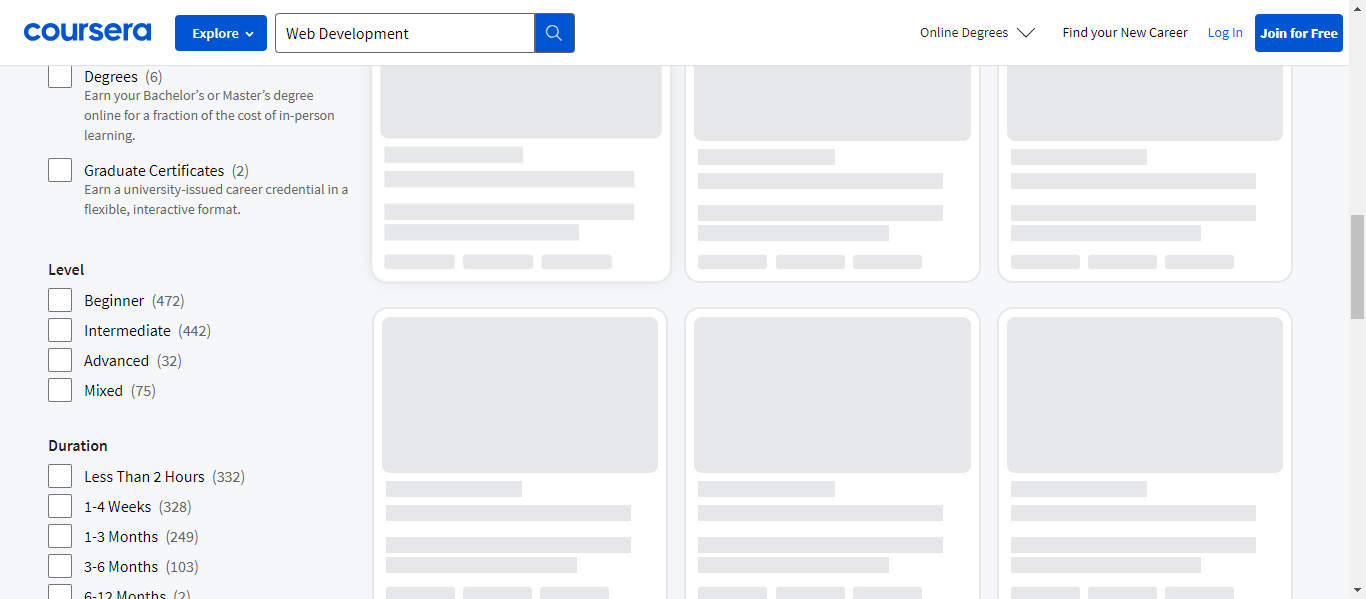 coursera
Explore
Web Development
Online Degrees
Find your New Career
Log In
Join for Free
Degrees (6)
Earn your Bachelor’s or Master’s degree
online for a fraction of the cost of in-person
learning.
Graduate Certificates (2)
Earn a university-issued career credential in a
flexible, interactive format.
Level
Beginner (472)
Intermediate (442)
Advanced (32)
Mixed (75)
Duration
Less Than 2 Hours (332)
1-4 Weeks (328)
1-3 Months (249)
3-6 Months (103)
6-12 Months (2)